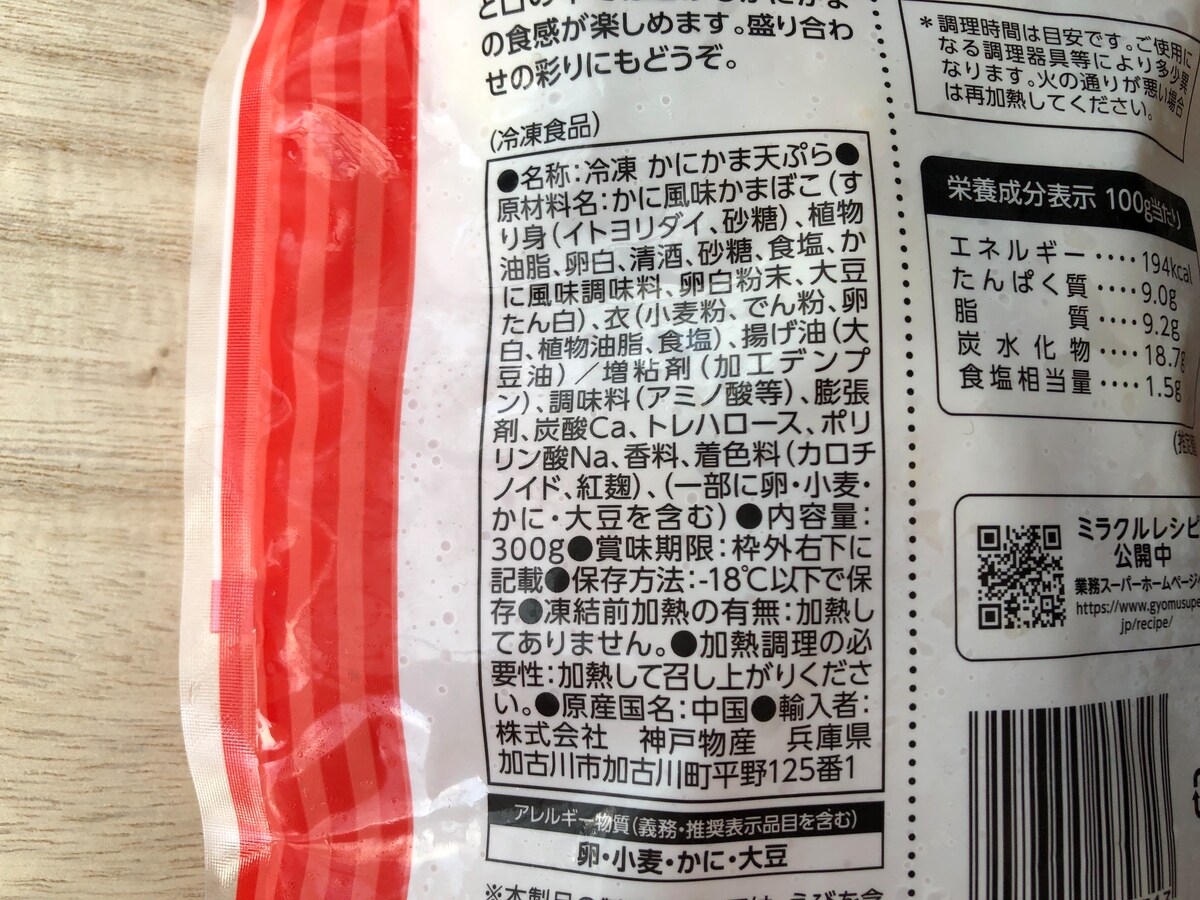 の食感が楽しめます。盛り合わ
せの彩りにもどうぞ。
(冷凍食品)
●名称:冷凍 かにかま天ぷら●
原材料名:かに風味かまぼこ(す
り身(イトヨリダイ、砂糖)、植物
油脂、卵白、清酒、砂糖、食塩、か
に風味調味料、卵白粉末、大豆
たん白)、衣(小麦粉、でん粉、卵
白、植物油脂、食塩)、揚げ油(大
豆油)/増粘剤(加工デンプ
ン)、調味料(アミノ酸等)、膨張
剤、炭酸Ca、トレハロース、ポリ
リン酸Na、香料、着色料(カロチ
ノイド、紅麹)、(一部に卵・小麦・
かに・大豆を含む)●内容量:
300g●賞味期限:枠外右下に
記載●保存方法:-18℃以下で保
存●凍結前加熱の有無:加熱し
てありません。●加熱調理の必
要性:加熱して召し上がりくださ
い。●原産国名:中国●輸入者:
株式会社 神戸物産 兵庫県
加古川市加古川町平野125番1
アレルギー物質(義務・推奨表示品目を含む)
卵・小麦・かに・大豆
*調理時間は目安です。ご使用に
なる調理器具等により多少異
なります。火の通りが悪い場合
は再加熱してください。
栄養成分表示 100g当たり
エネルギー‥‥194kcal
たんぱく質‥‥9.0g
脂質‥‥9.2g
炭水化物‥‥18.7g
食塩相当量‥‥1.5g
ミラクルレシピ
公開中
業務スーパーホームページ
https://www.gyomusupe
jp/recipe/